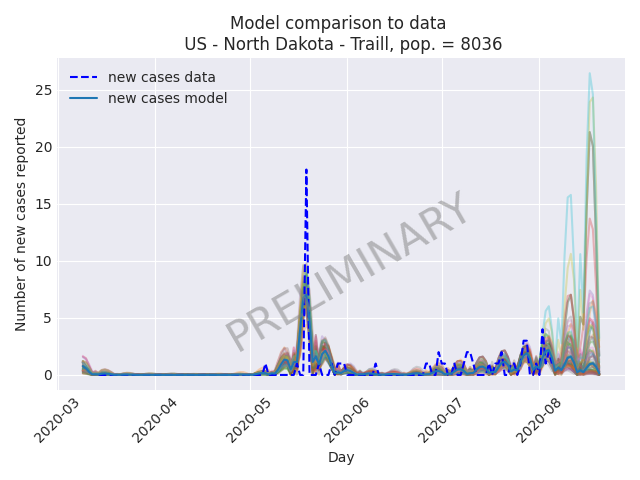 Model comparison to data
US - North Dakota - Traill, pop. = 8036
new cases data
new cases model
Number of new cases reported
25
20
15
10
5
0
PRELIMINARY
2020-03
2020-04
2020-05
2020-06
2020-07
2020-08
Day